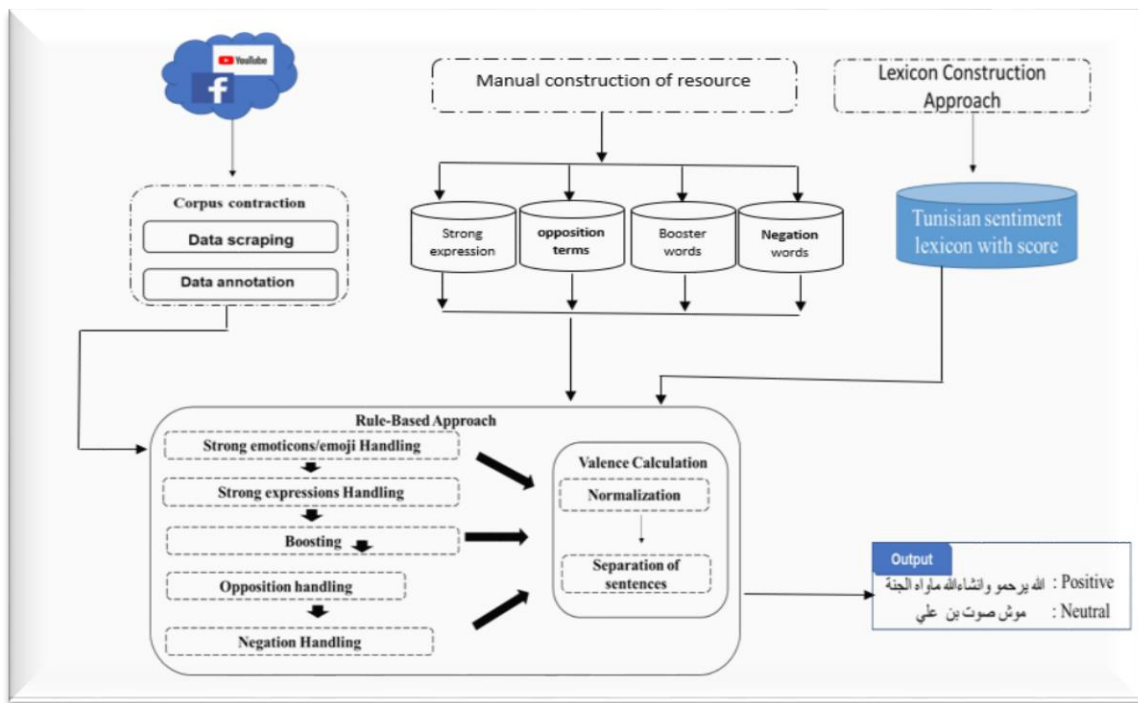 YouTube
f
Manual construction of resource
Lexicon Construction
Approach
Corpus contraction
Data scraping
Data annotation
Strong
expression
opposition
terms
Booster
words
Negation
words
Tunisian sentiment
lexicon with score
Rule-Based Approach
Strong emoticons/emoji Handling
Strong expressions Handling
Boosting
Opposition handling
Negation Handling
Valence Calculation
Normalization
Separation of
sentences
Output
الله يرحمو وانشاءالله ماواه الجنة : Positive
موش صوت بن علي : Neutral